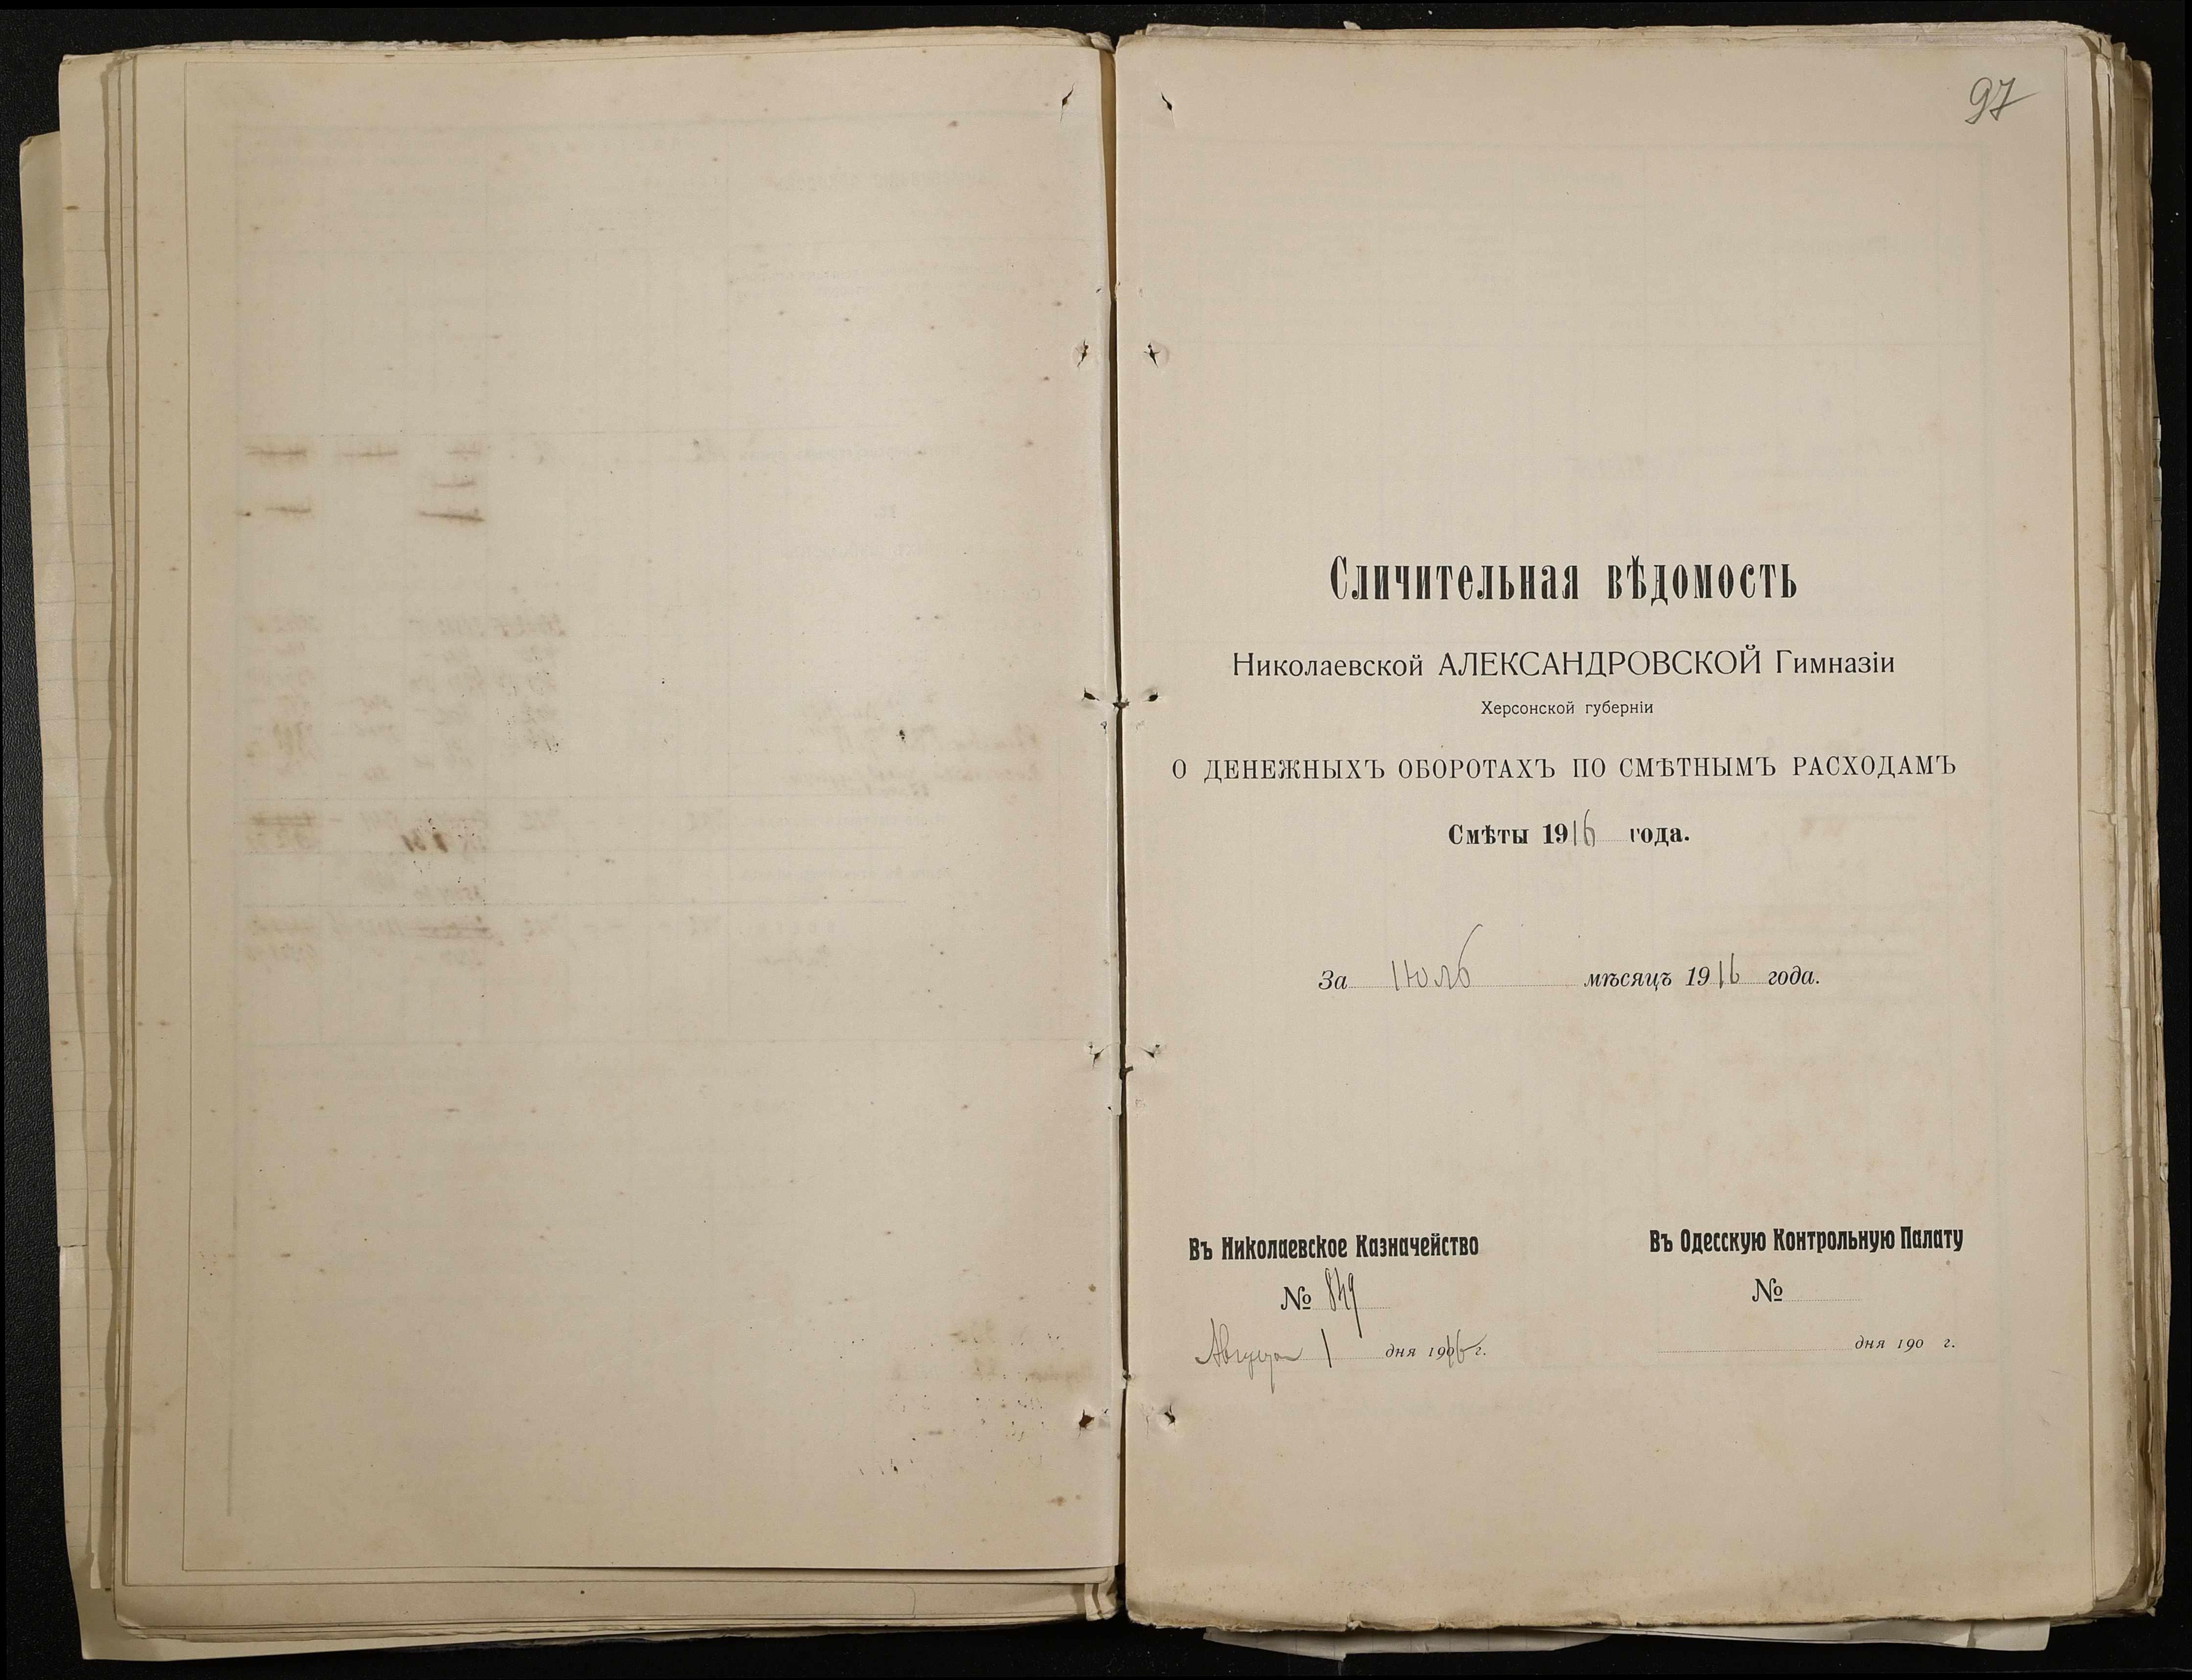 97
Сличительная вѣдомость
Николаевской АЛЕКСАНДРОВСКОЙ Гимназіи
Херсонской губерніи
О ДЕНЕЖНЫХЪ ОБОРОТАХЪ ПО СМѢТНЫМЪ РАСХОДАМЪ
Смѣты 1916 года.
За Июль мѣсяцъ 1916 года.
Въ Николаевское Казначейство
№ 849
Августа 1 дня 1916 г.
Въ Одесскую Контрольную Палату
№
дня 190 г.